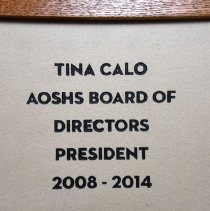 TINA CALO
AOSHS BOARD OF
DIRECTORS
PRESIDENT
2008 - 2014